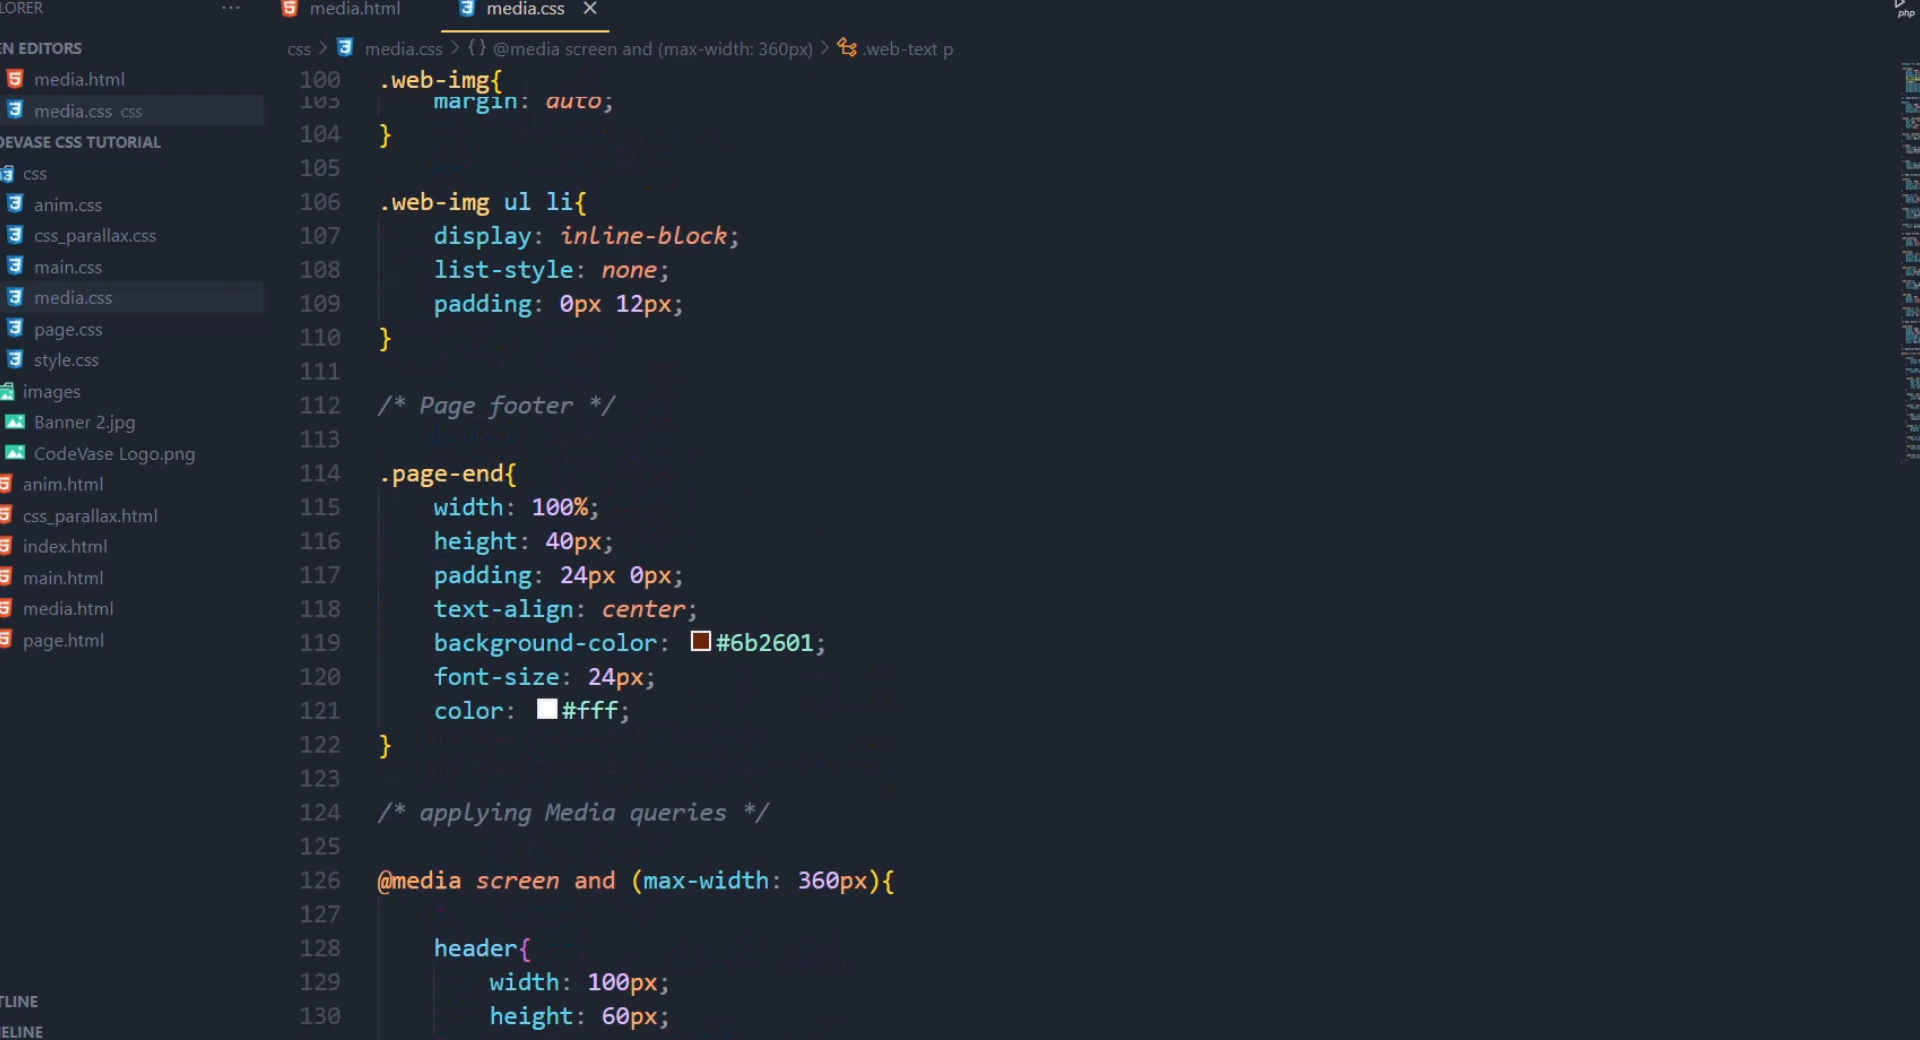 LORER ···
EN EDITORS
media.html
media.css css
DEVASE CSS TUTORIAL
css
anim.css
css_parallax.css
main.css
media.css
page.css
style.css
images
Banner 2.jpg
CodeVase Logo.png
anim.html
css_parallax.html
index.html
main.html
media.html
page.html
TLINE
ELINE
media.html media.css ×
php
css > media.css > {} @media screen and (max-width: 360px) > .web-text p
100 .web-img{
103 margin: auto;
104 }
105
106 .web-img ul li{
107 display: inline-block;
108 list-style: none;
109 padding: 0px 12px;
110 }
111
112 /* Page footer */
113
114 .page-end{
115 width: 100%;
116 height: 40px;
117 padding: 24px 0px;
118 text-align: center;
119 background-color: #6b2601;
120 font-size: 24px;
121 color: #fff;
122 }
123
124 /* applying Media queries */
125
126 @media screen and (max-width: 360px){
127
128 header{
129 width: 100px;
130 height: 60px;